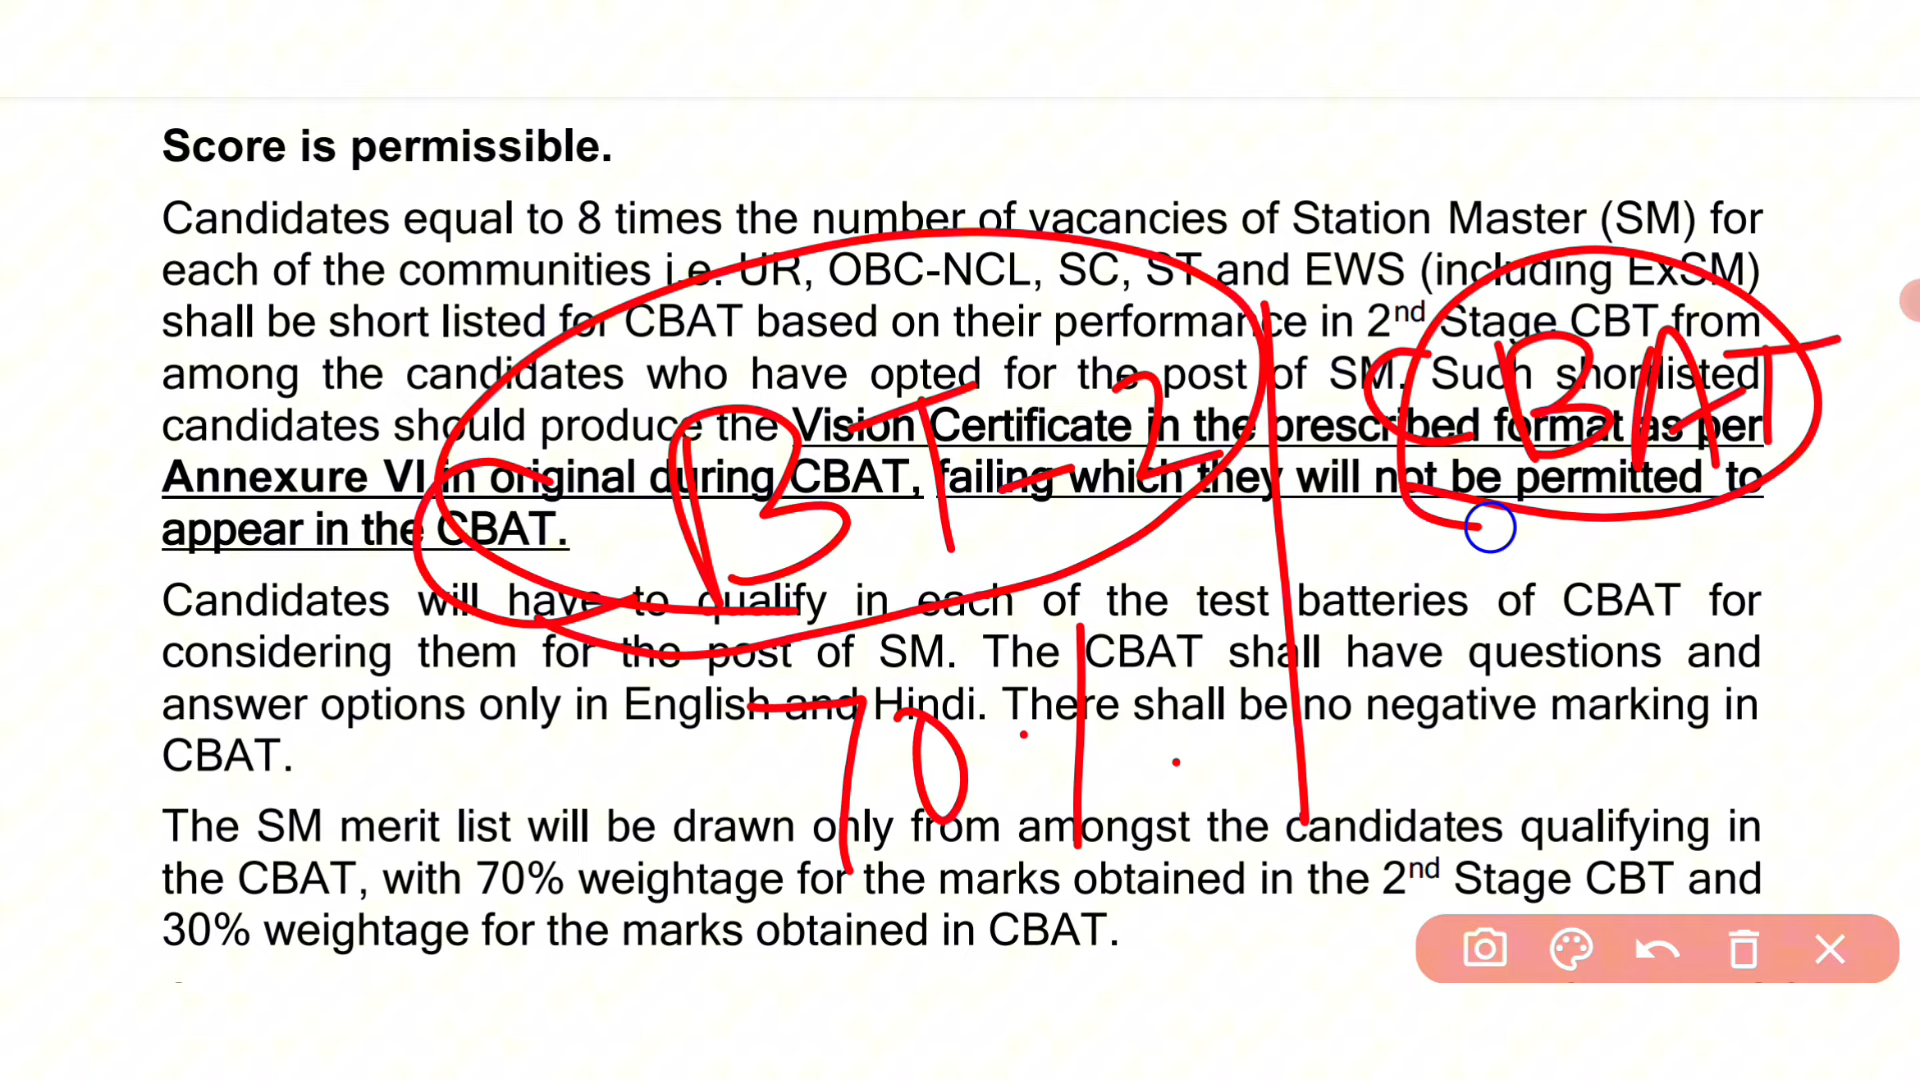 Score is permissible.
Candidates equal to 8 times the number of vacancies of Station Master (SM) for
each of the communities i.e. UR, OBC-NCL, SC, ST and EWS (including ExSM)
shall be short listed for CBAT based on their performance in 2nd Stage CBT from
among the candidates who have opted for the post of SM. Such shortlisted
candidates should produce the Vision Certificate in the prescribed format as per
Annexure VI in original during CBAT, failing which they will not be permitted to
appear in the CBAT.
Candidates will have to qualify in each of the test batteries of CBAT for
considering them for the post of SM. The CBAT shall have questions and
answer options only in English and Hindi. There shall be no negative marking in
CBAT.
The SM merit list will be drawn only from amongst the candidates qualifying in
the CBAT, with 70% weightage for the marks obtained in the 2nd Stage CBT and
30% weightage for the marks obtained in CBAT.
CBT-2
CBAT
70